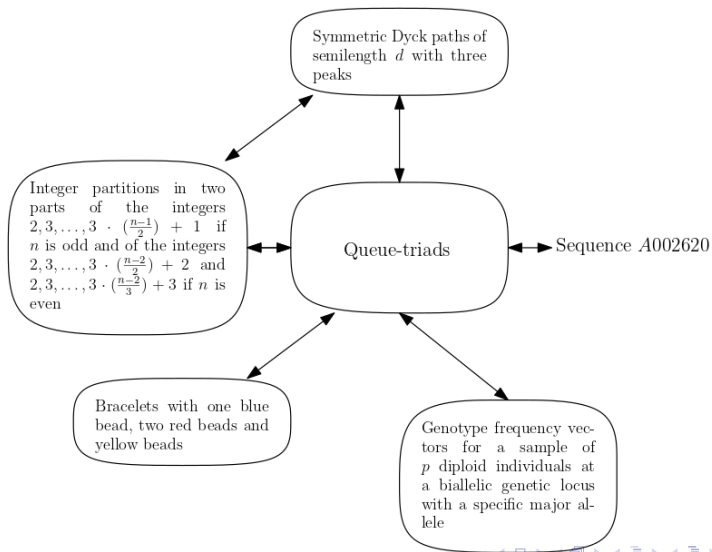 Symmetric Dyck paths of
semilength d with three
peaks
Integer partitions in two
parts of the integers
2, 3, . . . , 3 · (\frac{n-1}{2}) + 1 if
n is odd and of the integers
2, 3, . . . , 3 · (\frac{n-2}{2}) + 2 and
2, 3, . . . , 3 · (\frac{n-2}{3}) + 3 if n is
even
Queue-triads
Sequence A002620
Bracelets with one blue
bead, two red beads and
yellow beads
Genotype frequency vec-
tors for a sample of
p diploid individuals at
a biallelic genetic locus
with a specific major al-
lele